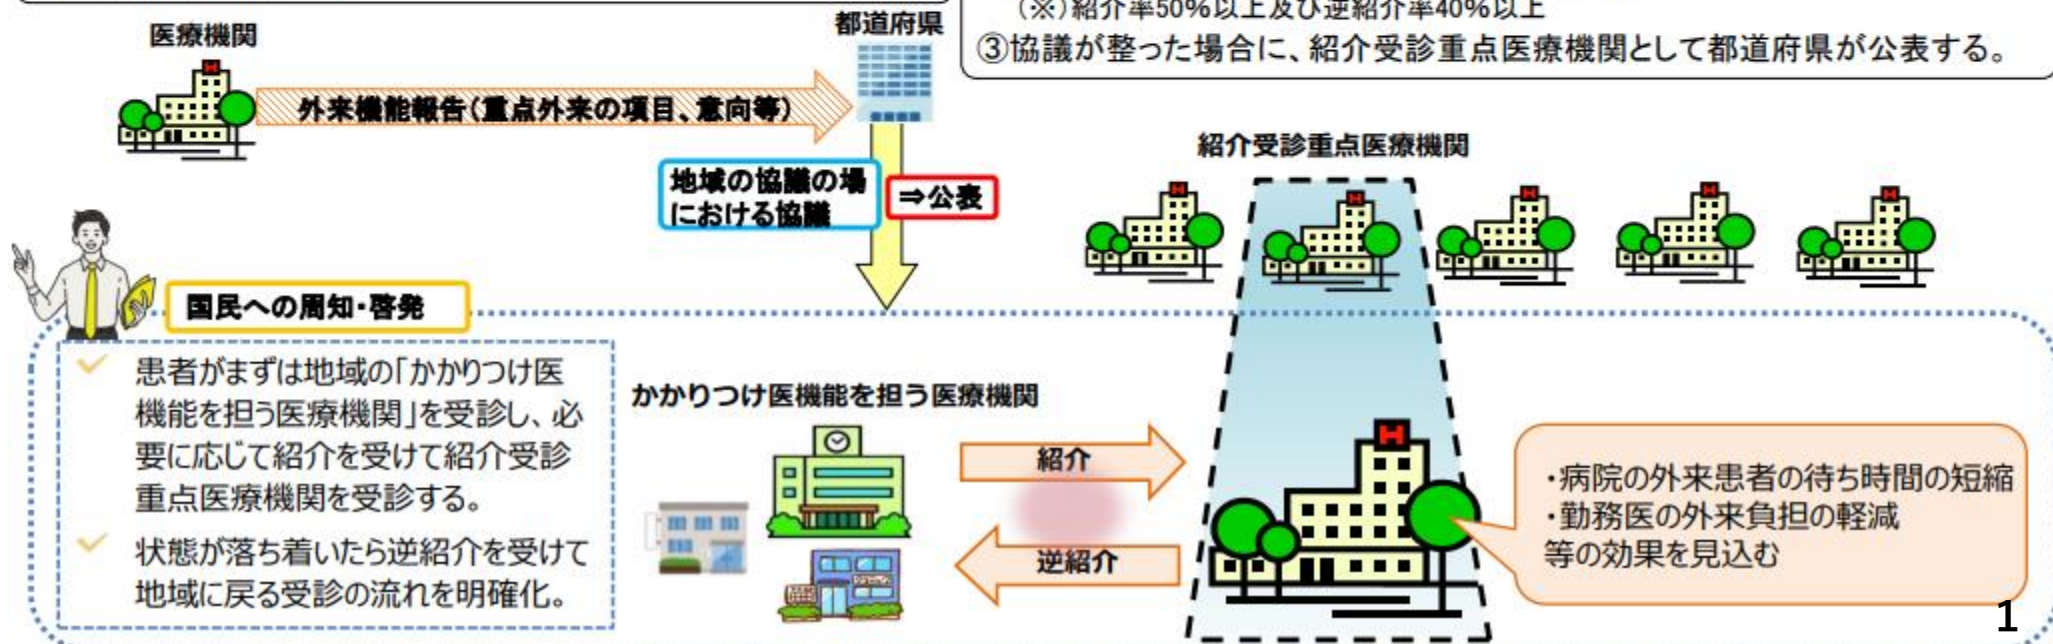 (※)紹介率50%以上及び逆紹介率40%以上
③協議が整った場合に、紹介受診重点医療機関として都道府県が公表する。
医療機関
都道府県
外来機能報告(重点外来の項目、意向等)
地域の協議の場
における協議
⇒公表
紹介受診重点医療機関
国民への周知・啓発
患者がまずは地域の「かかりつけ医
機能を担う医療機関」を受診し、必
要に応じて紹介を受けて紹介受診
重点医療機関を受診する。
状態が落ち着いたら逆紹介を受けて
地域に戻る受診の流れを明確化。
かかりつけ医機能を担う医療機関
紹介
逆紹介
・病院の外来患者の待ち時間の短縮
・勤務医の外来負担の軽減
等の効果を見込む
H
H
H
H
H
H
H
1